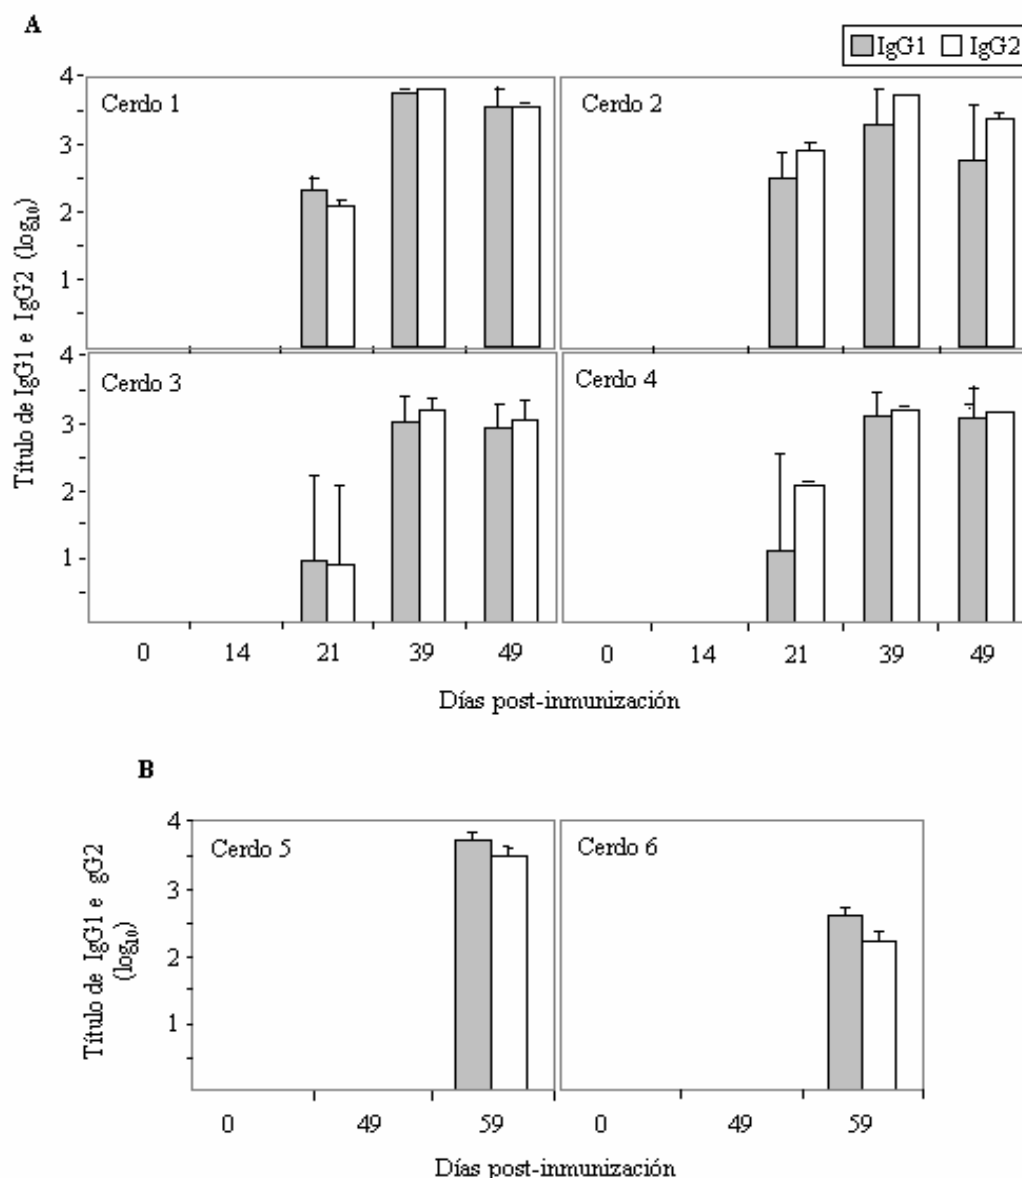 A
IgG1 IgG2
Cerdo 1
Cerdo 2
4
3
2
1
Título de IgG1 e IgG2 (log10)
Cerdo 3
Cerdo 4
4
3
2
1
0 14 21 39 49 0 14 21 39 49
Días post-inmunización
B
Cerdo 5
Cerdo 6
4
3
2
1
Título de IgG1 e gG2
(log10)
0 49 59 0 49 59
Días post-inmunización